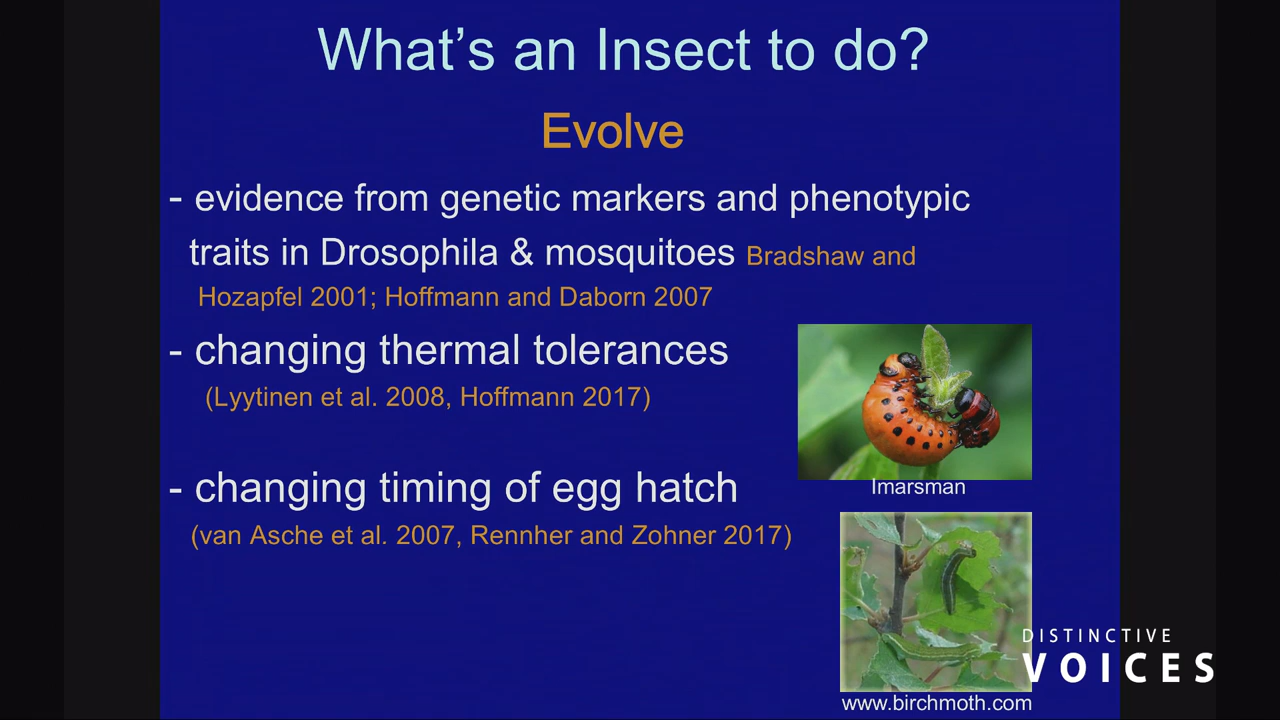 What's an Insect to do?
Evolve
- evidence from genetic markers and phenotypic
traits in Drosophila & mosquitoes Bradshaw and
Hozapfel 2001; Hoffmann and Daborn 2007
- changing thermal tolerances
(Lyytinen et al. 2008, Hoffmann 2017)
Imarsman
- changing timing of egg hatch
(van Asche et al. 2007, Rennher and Zohner 2017)
www.birchmoth.com
DISTINCTIVE
VOICES